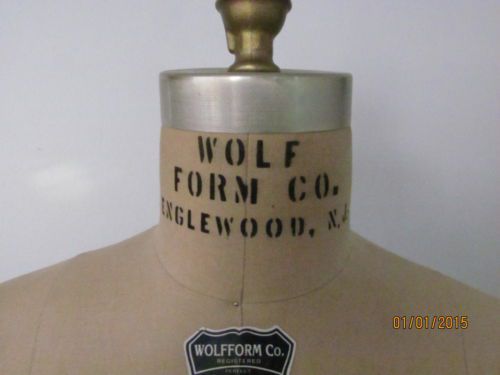 WOLF
FORM CO.
ENGLEWOOD, N.J.
01/01/2015
WOLFFORM Co.
REGISTERED